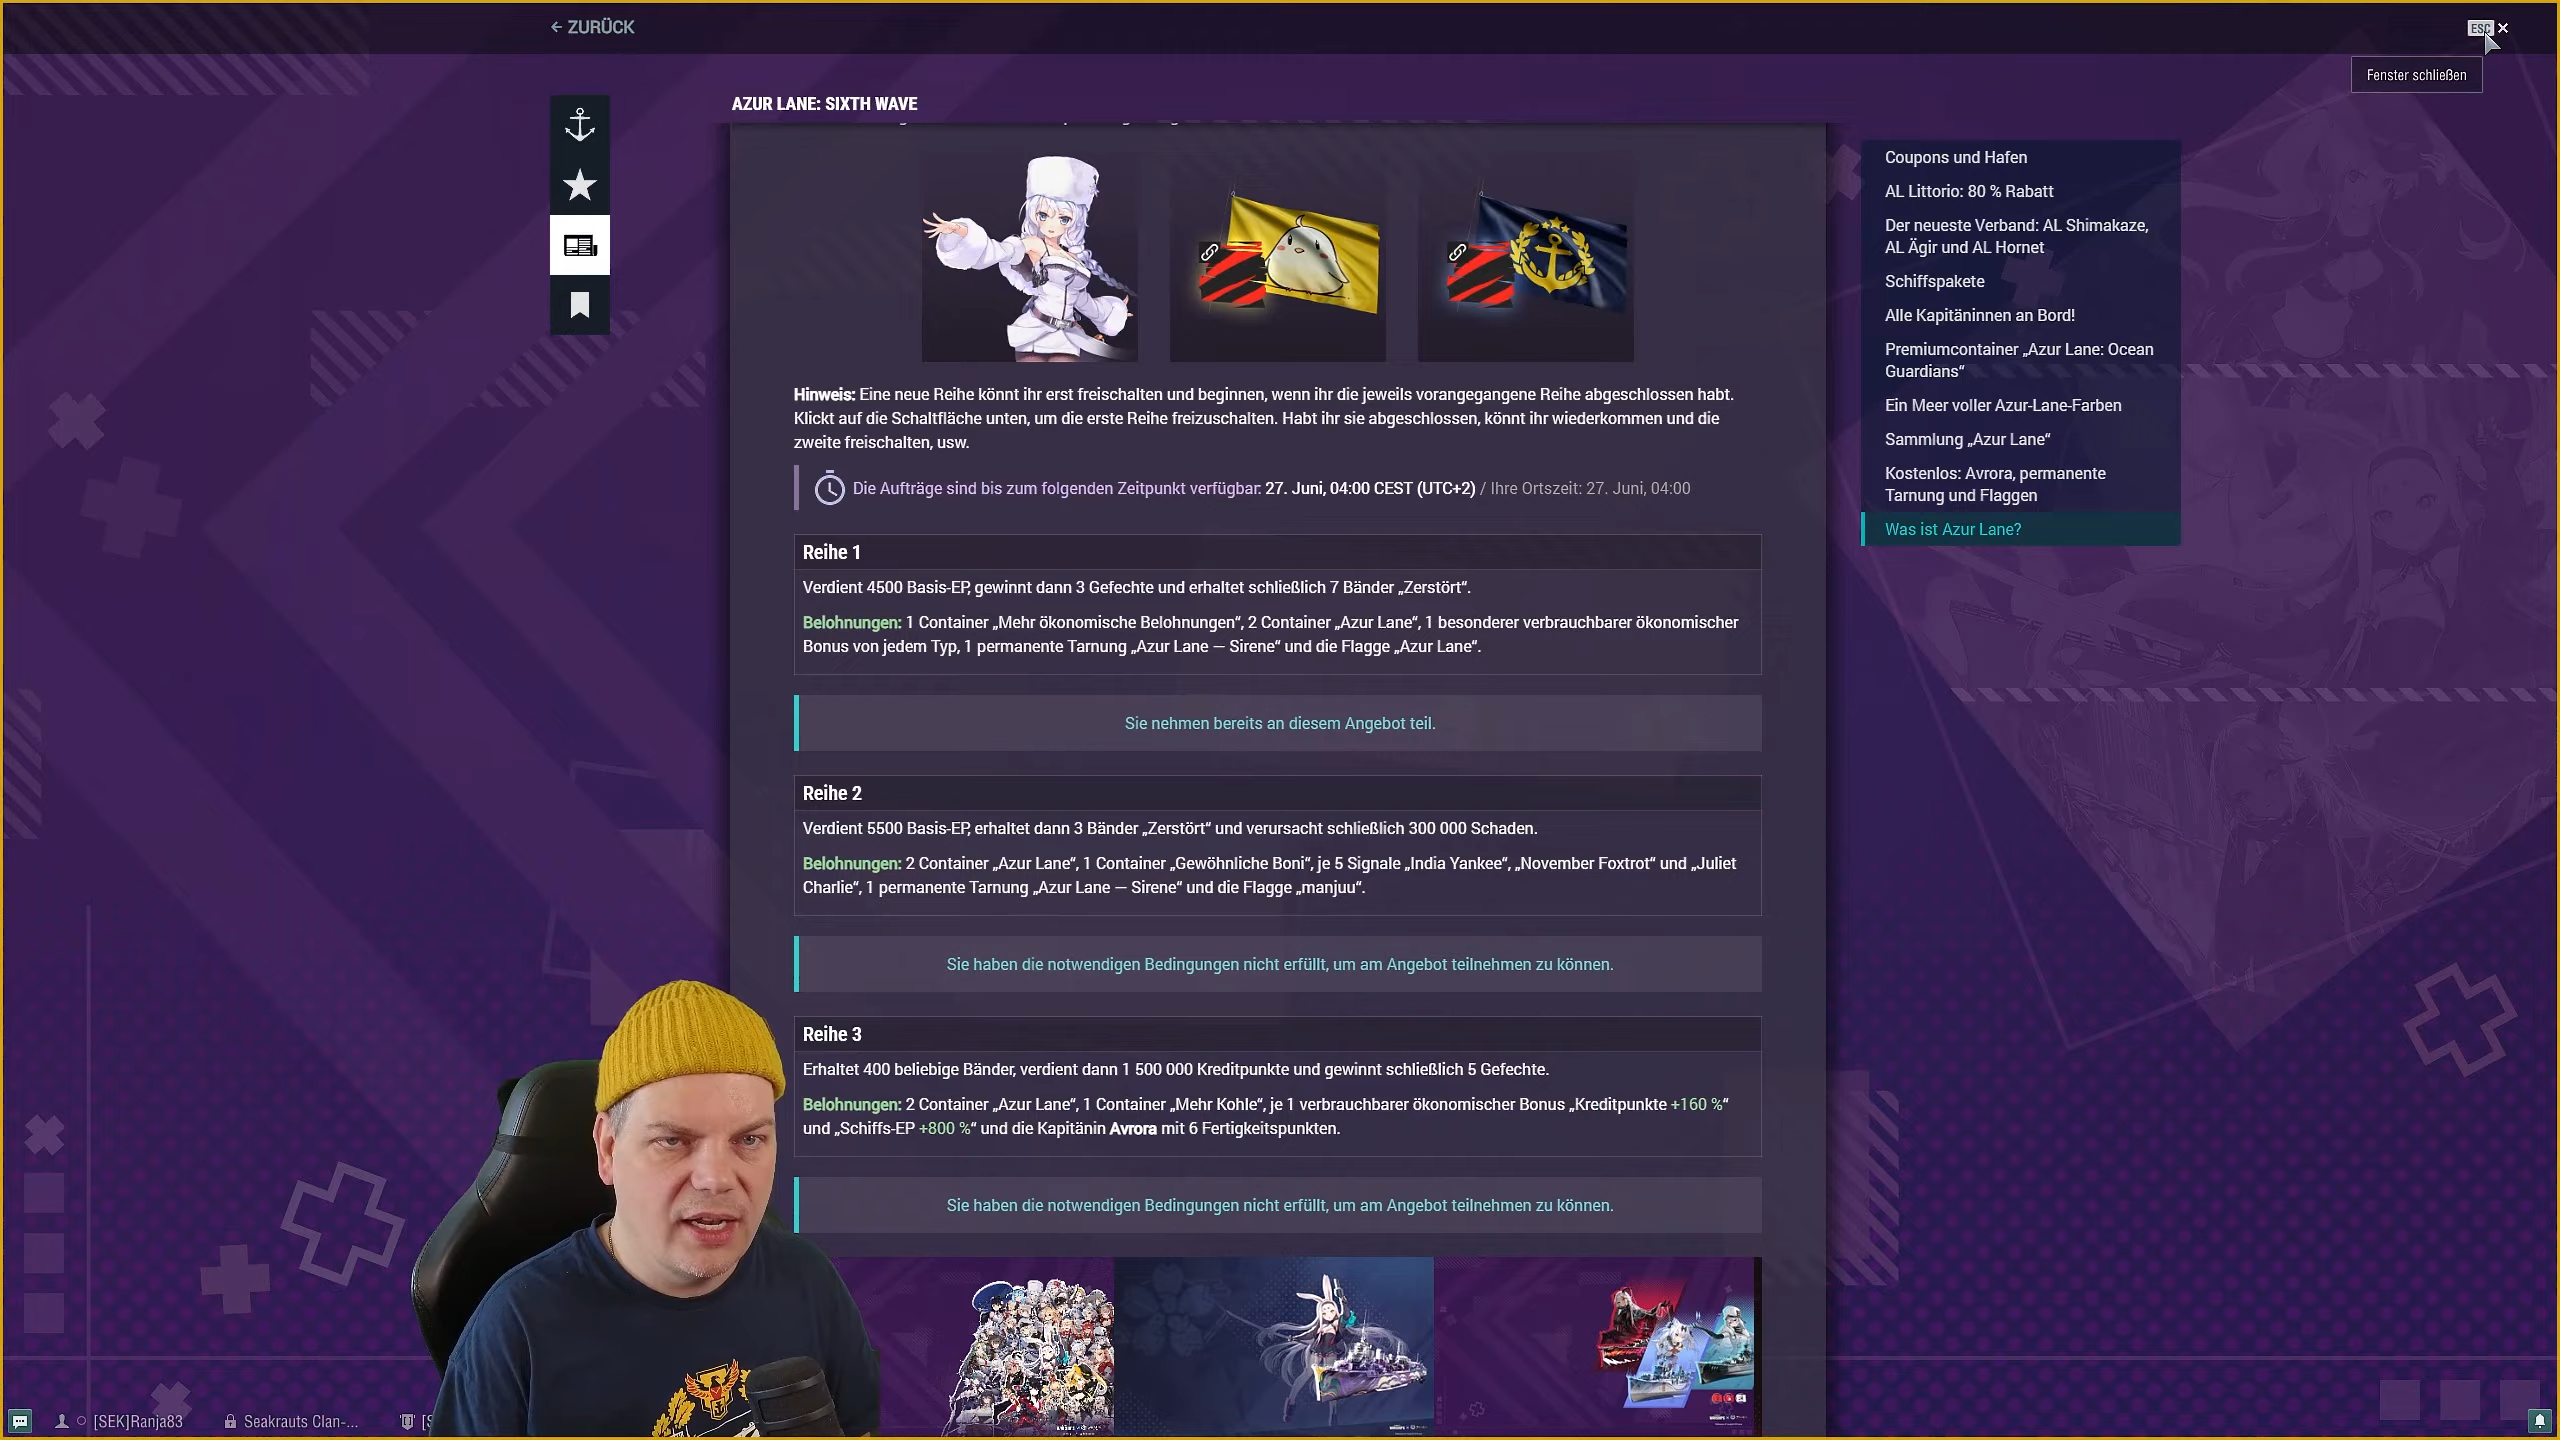 ← ZURÜCK
ESC ×
Fenster schließen
AZUR LANE: SIXTH WAVE
Hinweis: Eine neue Reihe könnt ihr erst freischalten und beginnen, wenn ihr die jeweils vorangegangene Reihe abgeschlossen habt.
Klickt auf die Schaltfläche unten, um die erste Reihe freizuschalten. Habt ihr sie abgeschlossen, könnt ihr wiederkommen und die
zweite freischalten, usw.
Die Aufträge sind bis zum folgenden Zeitpunkt verfügbar: 27. Juni, 04:00 CEST (UTC+2) / Ihre Ortszeit: 27. Juni, 04:00
Reihe 1
Verdient 4500 Basis-EP, gewinnt dann 3 Gefechte und erhaltet schließlich 7 Bänder „Zerstört“.
Belohnungen: 1 Container „Mehr ökonomische Belohnungen“, 2 Container „Azur Lane“, 1 besonderer verbrauchbarer ökonomischer
Bonus von jedem Typ, 1 permanente Tarnung „Azur Lane — Sirene“ und die Flagge „Azur Lane“.
Sie nehmen bereits an diesem Angebot teil.
Reihe 2
Verdient 5500 Basis-EP, erhaltet dann 3 Bänder „Zerstört“ und verursacht schließlich 300 000 Schaden.
Belohnungen: 2 Container „Azur Lane“, 1 Container „Gewöhnliche Boni“, je 5 Signale „India Yankee“, „November Foxtrot“ und „Juliet
Charlie“, 1 permanente Tarnung „Azur Lane — Sirene“ und die Flagge „manjuu“.
Sie haben die notwendigen Bedingungen nicht erfüllt, um am Angebot teilnehmen zu können.
Reihe 3
Erhaltet 400 beliebige Bänder, verdient dann 1 500 000 Kreditpunkte und gewinnt schließlich 5 Gefechte.
Belohnungen: 2 Container „Azur Lane“, 1 Container „Mehr Kohle“, je 1 verbrauchbarer ökonomischer Bonus „Kreditpunkte +160 %“
und „Schiffs-EP +800 %“ und die Kapitänin Avrora mit 6 Fertigkeitspunkten.
Sie haben die notwendigen Bedingungen nicht erfüllt, um am Angebot teilnehmen zu können.
Coupons und Hafen
AL Littorio: 80 % Rabatt
Der neueste Verband: AL Shimakaze,
AL Ägir und AL Hornet
Schiffspakete
Alle Kapitäninnen an Bord!
Premiumcontainer „Azur Lane: Ocean
Guardians“
Ein Meer voller Azur-Lane-Farben
Sammlung „Azur Lane“
Kostenlos: Avrora, permanente
Tarnung und Flaggen
Was ist Azur Lane?
[SEK]Ranja83
Seakrauts Clan-...